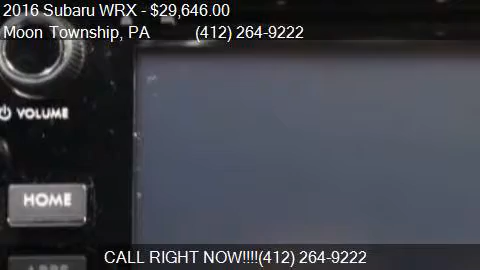 2016 Subaru WRX - $29,646.00
Moon Township, PA (412) 264-9222
VOLUME
HOME
APPS
CALL RIGHT NOW!!!!(412) 264-9222